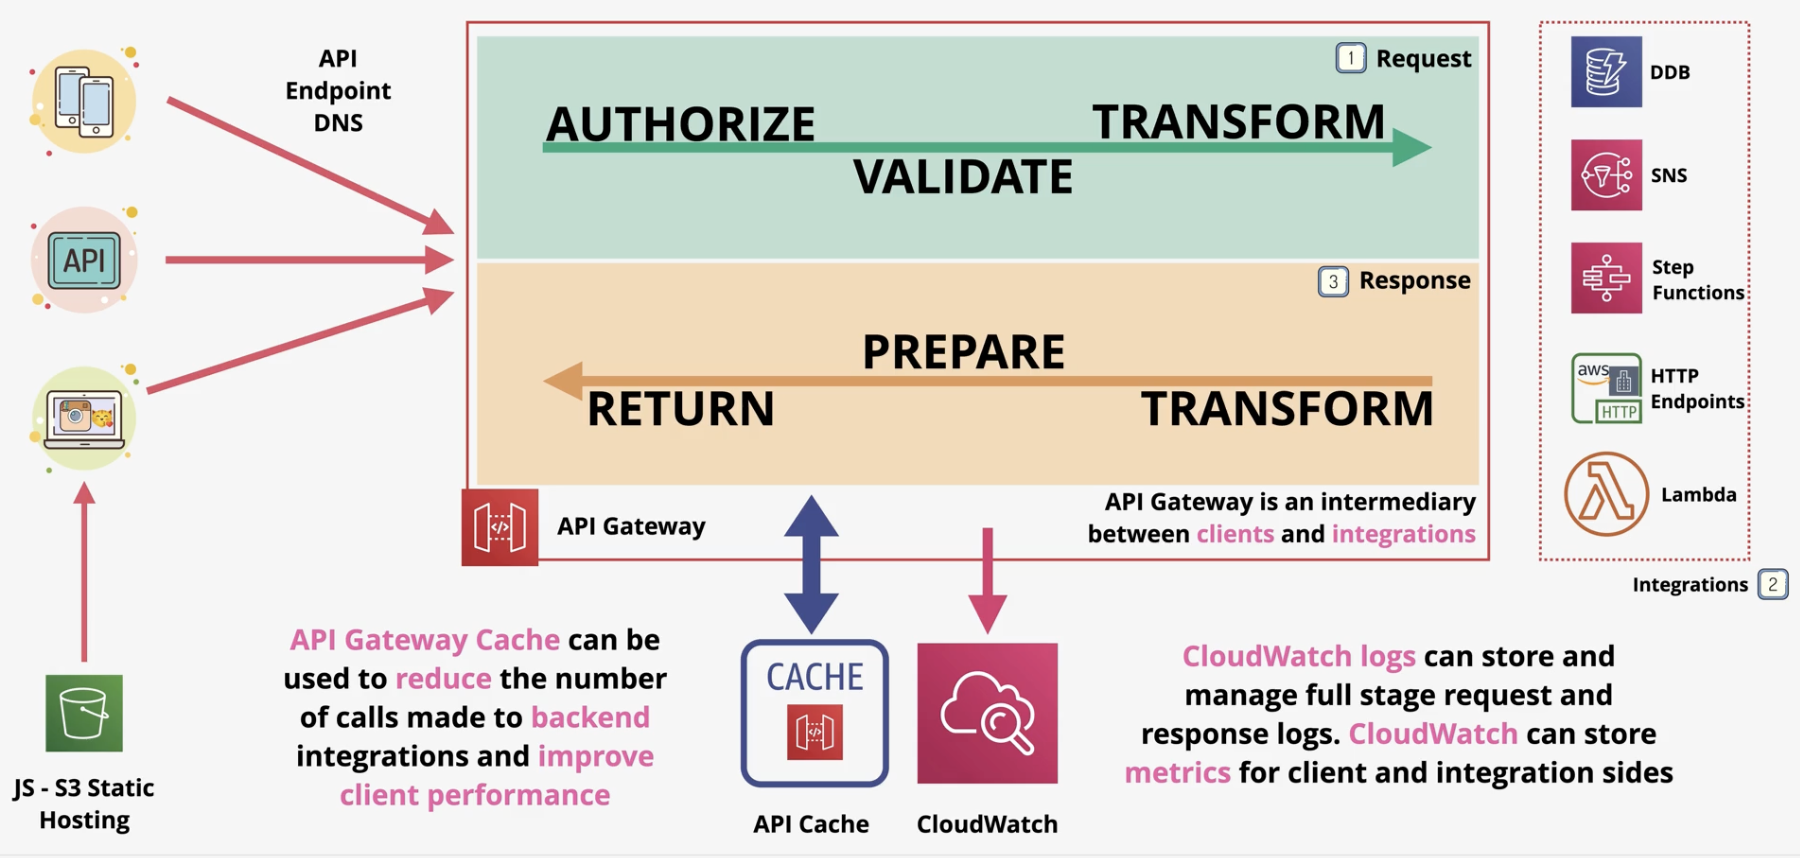 API
Endpoint
DNS
1 Request
AUTHORIZE
TRANSFORM
VALIDATE
3 Response
PREPARE
RETURN
TRANSFORM
API Gateway
API Gateway is an intermediary
between clients and integrations
API
DDB
SNS
Step
Functions
aws
HTTP
HTTP
Endpoints
Lambda
Integrations 2
JS - S3 Static
Hosting
API Gateway Cache can be
used to reduce the number
of calls made to backend
integrations and improve
client performance
CACHE
API Cache
CloudWatch
CloudWatch logs can store and
manage full stage request and
response logs. CloudWatch can store
metrics for client and integration sides